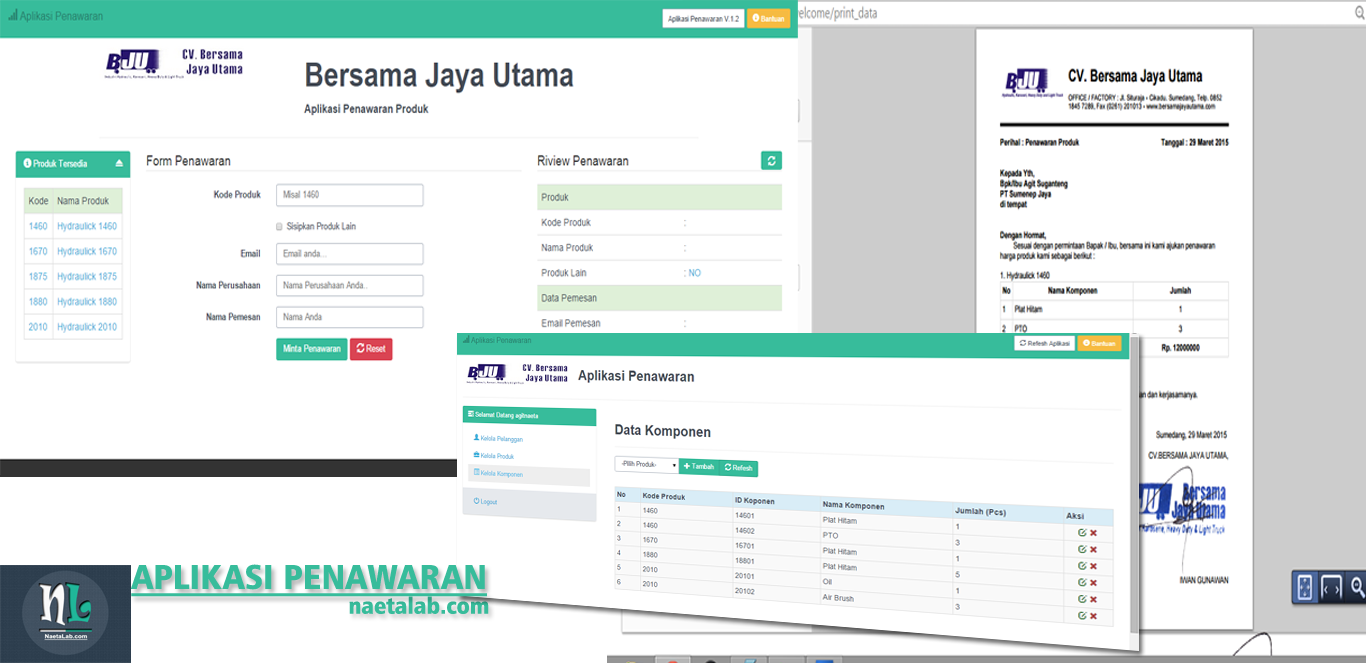 Aplikasi Penawaran
Aplikasi Penawaran V.1.2
Bantuan
BJU
CV. Bersama
Jaya Utama
Bersama Jaya Utama
Aplikasi Penawaran Produk
Produk Tersedia
Kode Nama Produk
1460 Hydraulick 1460
1670 Hydraulick 1670
1875 Hydraulick 1875
1880 Hydraulick 1880
2010 Hydraulick 2010
Form Penawaran
Kode Produk Misal 1460
Sisipkan Produk Lain
Email Email anda...
Nama Perusahaan Nama Perusahaan Anda..
Nama Pemesan Nama Anda
Minta Penawaran Reset
Riview Penawaran
Produk
Kode Produk :
Nama Produk :
Produk Lain : NO
Data Pemesan
Email Pemesan :
elcome/print_data
BJU
CV. Bersama Jaya Utama
OFFICE / FACTORY : Jl. Situraja - Cikadu, Sumedang, Telp. 0852
1845 7289, Fax (0261) 201013 - www.bersamajayautama.com
Perihal : Penawaran Produk Tanggal : 29 Maret 2015
Kepada Yth,
Bpk/Ibu Agit Suganteng
PT Sumenep Jaya
di tempat
Dengan Hormat,
Sesuai dengan permintaan Bapak / Ibu, bersama ini kami ajukan penawaran
harga produk kami sebagai berikut :
1. Hydraulick 1460
No Nama Komponen Jumlah
1 Plat Hitam 1
2 PTO 3
Rp. 12000000
an dan kerjasamanya.
Sumedang, 29 Maret 2015
CV.BERSAMA JAYA UTAMA,
JU Bersama
Jaya Utama
Karoserie, Heavy Duty & Light Truck
IWAN GUNAWAN
Aplikasi Penawaran
Refresh Aplikasi
Bantuan
BJU
CV. Bersama
Jaya Utama
Aplikasi Penawaran
Selamat Datang agilnaeta
Kelola Pelanggan
Kelola Produk
Kelola Komponen
Logout
Data Komponen
-Pilih Produk- Tambah Refresh
No Kode Produk ID Koponen Nama Komponen Jumlah (Pcs) Aksi
1 1460 14601 Plat Hitam 1
2 1460 14602 PTO 3
3 1670 16701 Plat Hitam 1
4 1880 18801 Plat Hitam 5
5 2010 20101 Oil 1
6 2010 20102 Air Brush 3
NL
NaetaLab.com
APLIKASI PENAWARAN
naetalab.com